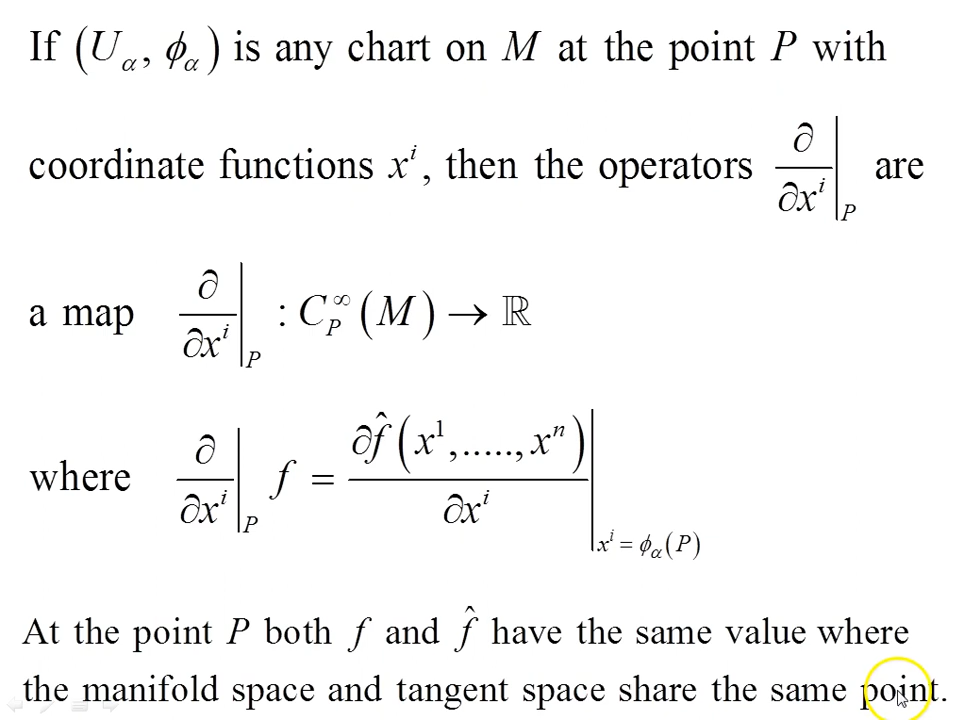 If (U_α, ϕ_α) is any chart on M at the point P with
coordinate functions x^i, then the operators ∂/∂x^i|_P are
a map ∂/∂x^i|_P : C_P^∞(M) → ℝ
where ∂/∂x^i|_P f = ∂f̂(x^1,.....,x^n)/∂x^i|_{x^i = ϕ_α(P)}
At the point P both f and f̂ have the same value where
the manifold space and tangent space share the same point.